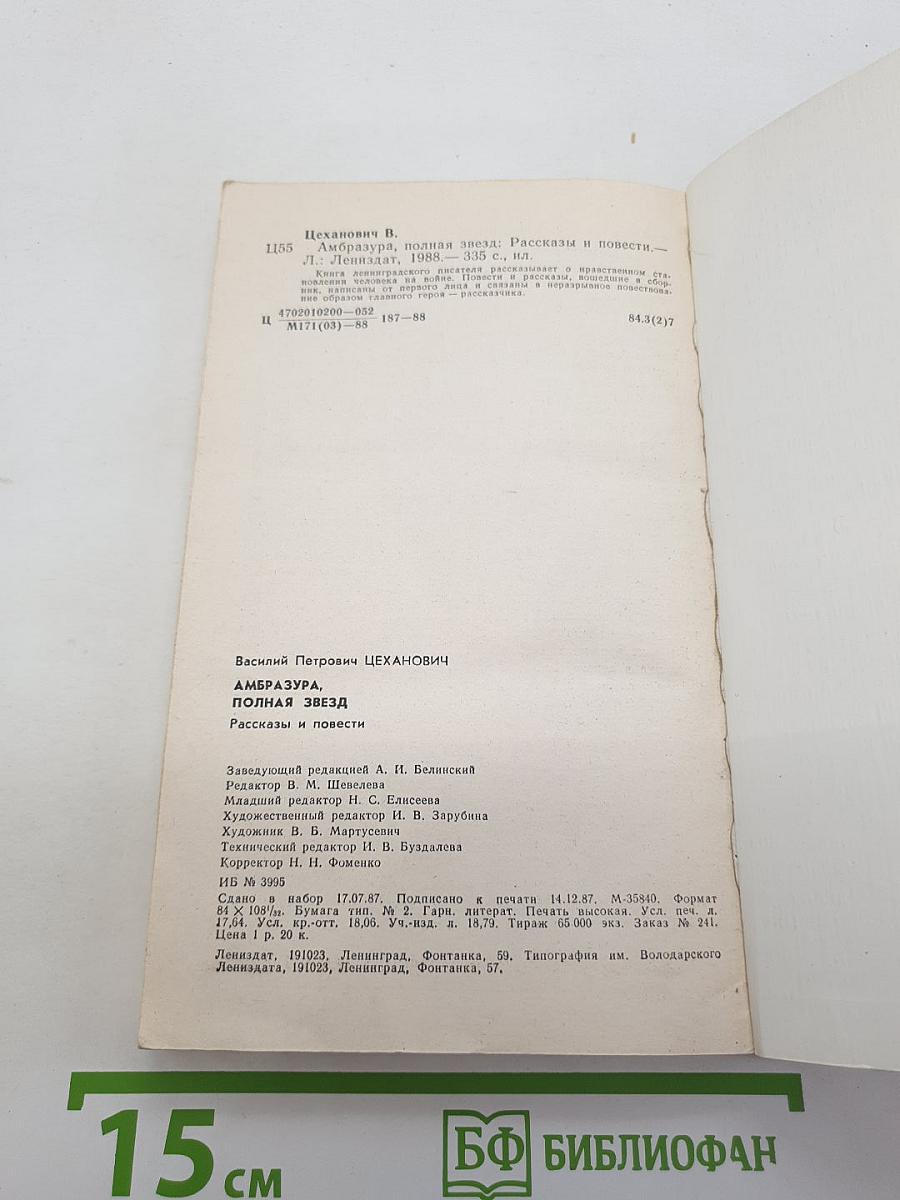 Цеханович В.
Ц55 Амбразура, полная звезд: Рассказы и повести.—
Л.: Лениздат, 1988.— 335 с., ил.
Книга ленинградского писателя рассказывает о нравственном ста-
новления человека на войне. Повести и рассказы, вошедшие в сбор-
ник, написаны от первого лица и связаны в неразрывное повествова-
ние образом главного героя — рассказчика.
Ц 4702010200—052 187—88 84.3(2)7
М171(03)—88
Василий Петрович ЦЕХАНОВИЧ
АМБРАЗУРА,
ПОЛНАЯ ЗВЕЗД
Рассказы и повести
Заведующий редакцией А. И. Белинский
Редактор В. М. Шевелева
Младший редактор Н. С. Елисеева
Художественный редактор И. В. Зарубина
Художник В. Б. Мартусевич
Технический редактор И. В. Буздалева
Корректор Н. Н. Фоменко
ИБ № 3995
Сдано в набор 17.07.87. Подписано к печати 14.12.87. М-35840. Формат
84 × 108¹/₃₂. Бумага тип. № 2. Гарн. литерат. Печать высокая. Усл. печ. л.
17,64. Усл. кр.-отт. 18,06. Уч.-изд. л. 18,79. Тираж 65 000 экз. Заказ № 241.
Цена 1 р. 20 к.
Лениздат, 191023, Ленинград, Фонтанка, 59. Типография им. Володарского
Лениздата, 191023, Ленинград, Фонтанка, 57.
15 см
БФ БИБЛИОФАН